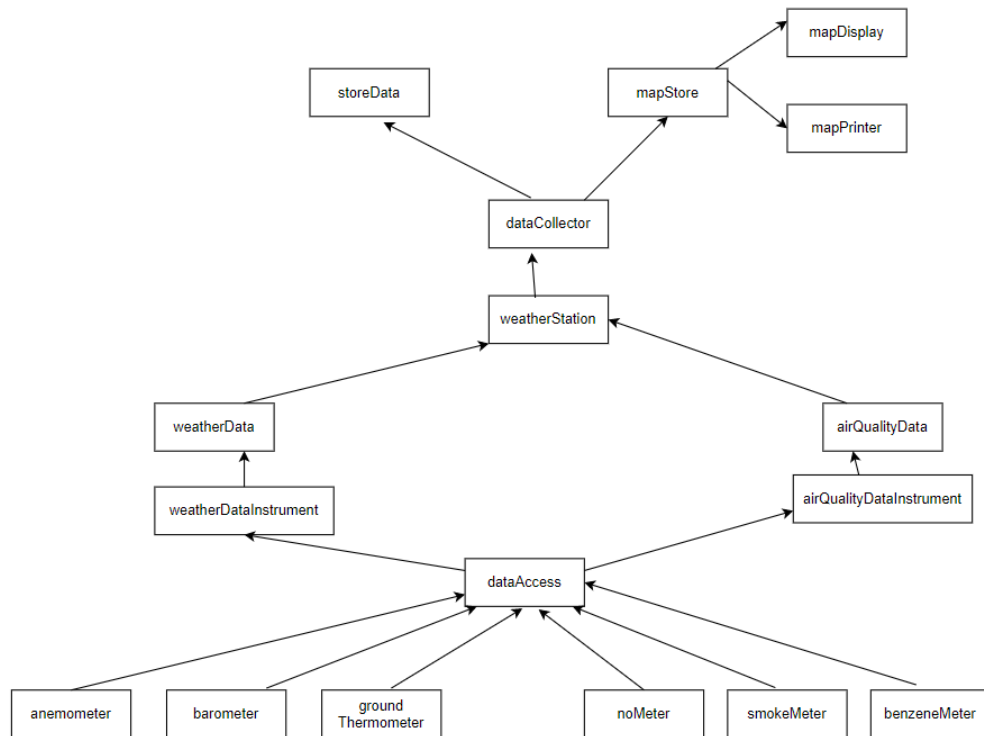 mapDisplay
storeData
mapStore
mapPrinter
dataCollector
weatherStation
weatherData
airQualityData
weatherDataInstrument
airQualityDataInstrument
dataAccess
anemometer
barometer
ground
Thermometer
noMeter
smokeMeter
benzeneMeter